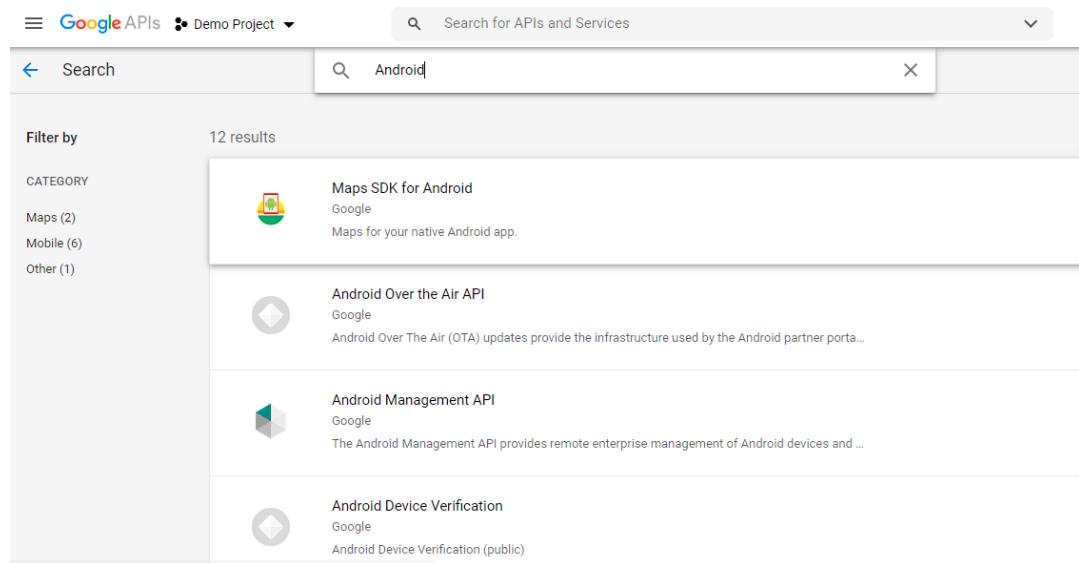 Google APIs Demo Project Search for APIs and Services
Search Android
Filter by
12 results
CATEGORY
Maps (2)
Mobile (6)
Other (1)
Maps SDK for Android
Google
Maps for your native Android app.
Android Over the Air API
Google
Android Over The Air (OTA) updates provide the infrastructure used by the Android partner porta...
Android Management API
Google
The Android Management API provides remote enterprise management of Android devices and ...
Android Device Verification
Google
Android Device Verification (public)